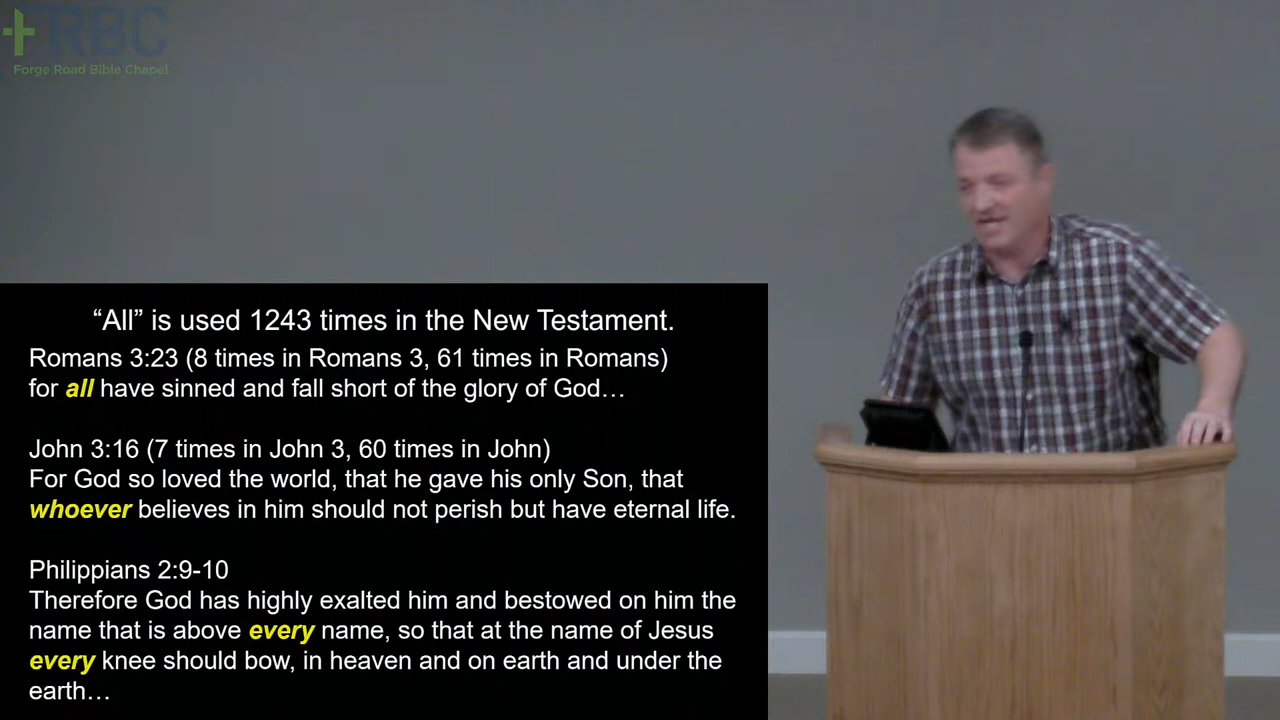 FRBC
Forge Road Bible Chapel
“All” is used 1243 times in the New Testament.
Romans 3:23 (8 times in Romans 3, 61 times in Romans)
for all have sinned and fall short of the glory of God…
John 3:16 (7 times in John 3, 60 times in John)
For God so loved the world, that he gave his only Son, that
whoever believes in him should not perish but have eternal life.
Philippians 2:9-10
Therefore God has highly exalted him and bestowed on him the
name that is above every name, so that at the name of Jesus
every knee should bow, in heaven and on earth and under the
earth…